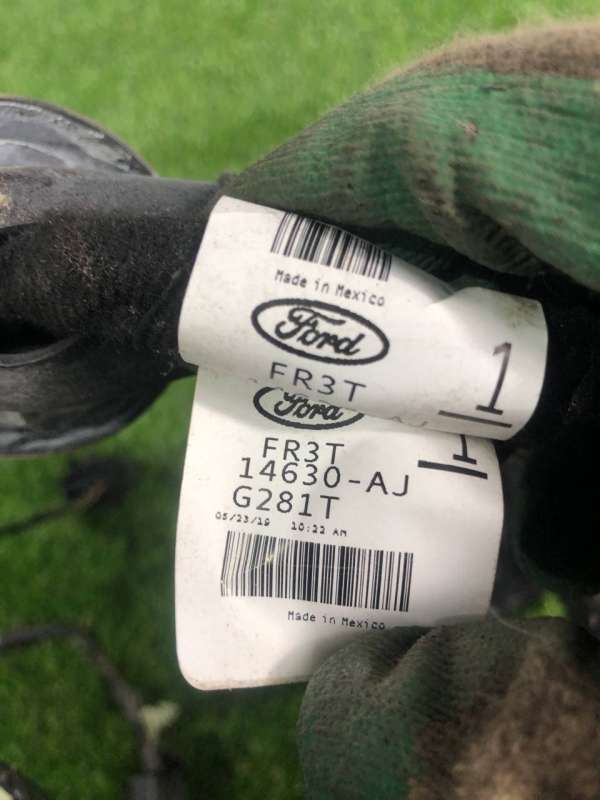 Made in Mexico
Ford
FR3T
1
Ford
AJ
1
FR3T
14630-AJ
G281T
05/23/19 10:22 AM
Made in Mexico